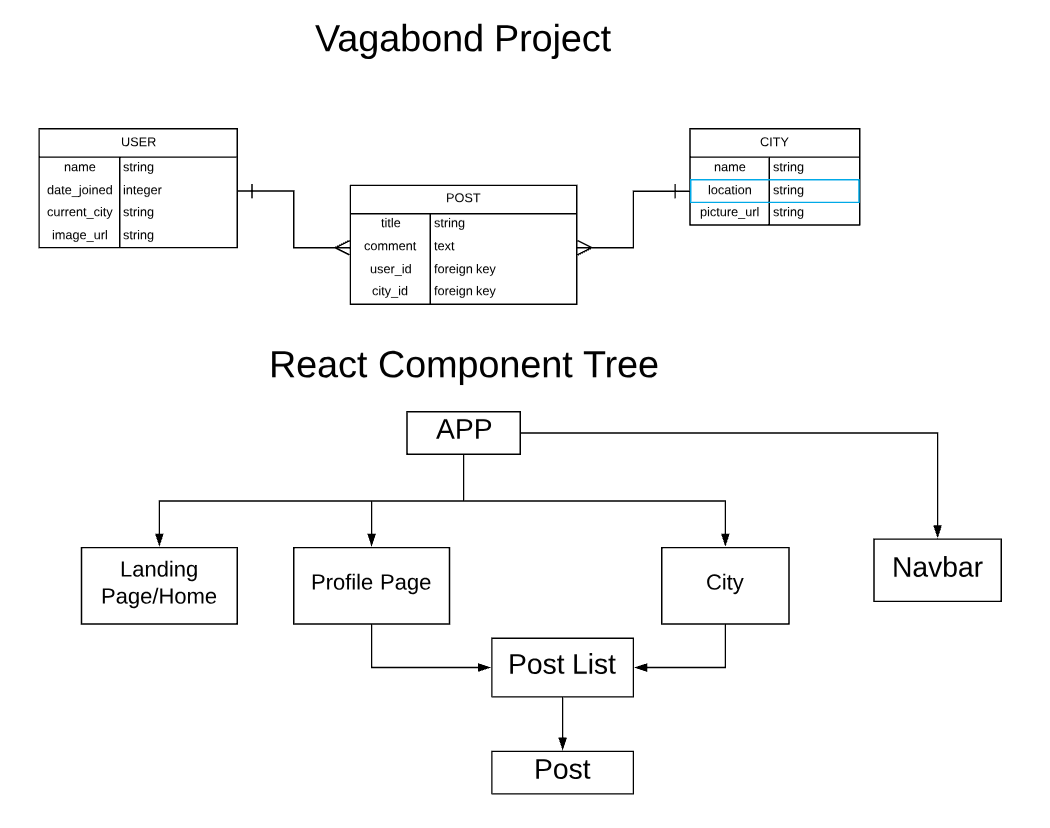 Vagabond Project
USER
name string
date_joined integer
current_city string
image_url string
POST
title string
comment text
user_id foreign key
city_id foreign key
CITY
name string
location string
picture_url string
React Component Tree
APP
Landing
Page/Home
Profile Page
City
Navbar
Post List
Post